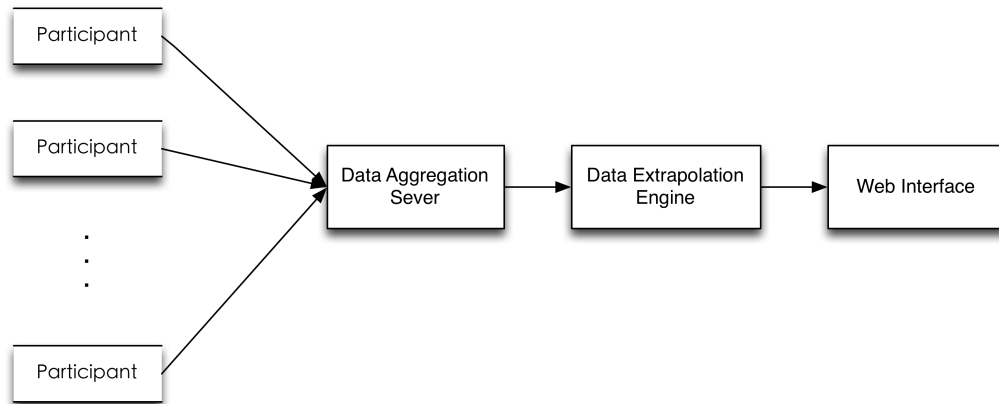 Participant
Participant
.
.
.
Participant
Data Aggregation
Sever
Data Extrapolation
Engine
Web Interface